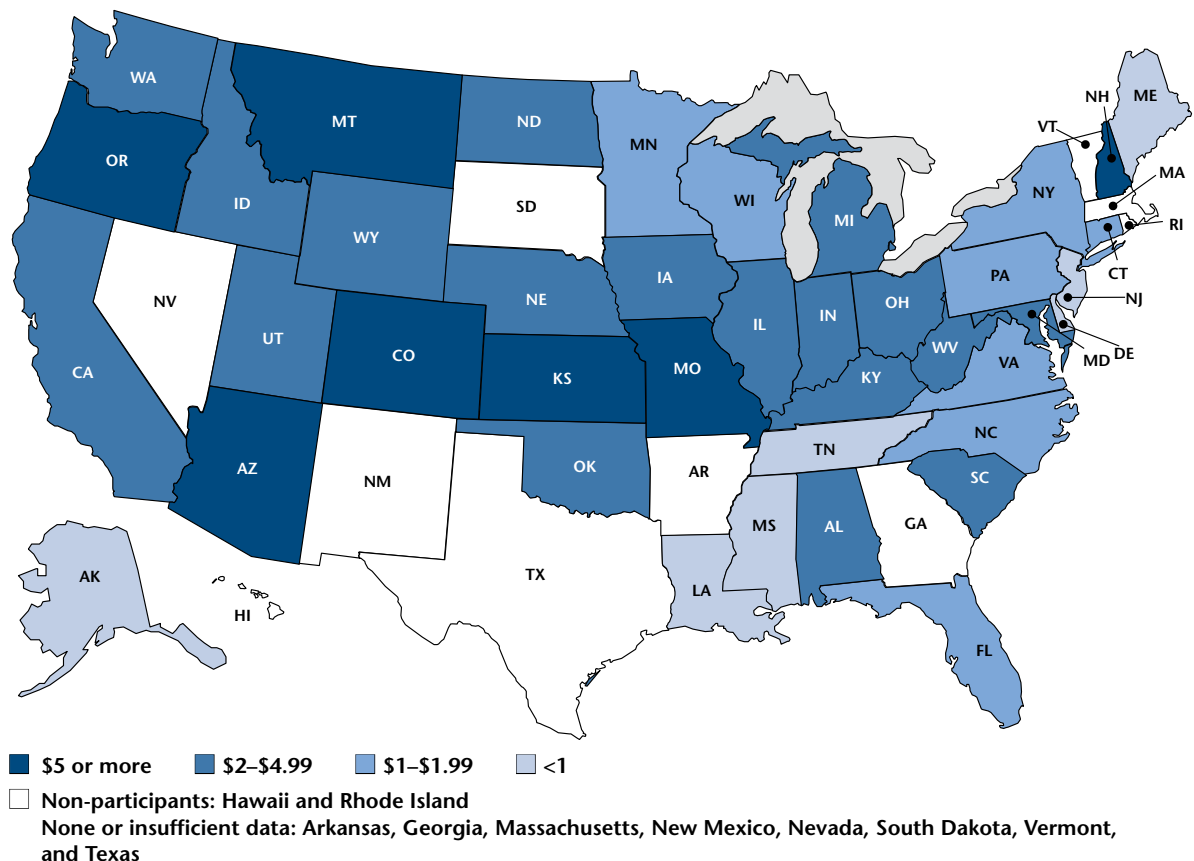 WA
MT
ND
MN
NH
ME
VT
OR
MA
ID
SD
WI
NY
RI
WY
MI
CT
IA
PA
NJ
NV
NE
OH
IL
IN
UT
CO
WV
MD
DE
CA
KS
MO
KY
VA
NC
TN
AZ
OK
AR
SC
NM
MS
AL
GA
TX
AK
LA
HI
FL
$5 or more $2–$4.99 $1–$1.99 <1
Non-participants: Hawaii and Rhode Island
None or insufficient data: Arkansas, Georgia, Massachusetts, New Mexico, Nevada, South Dakota, Vermont,
and Texas